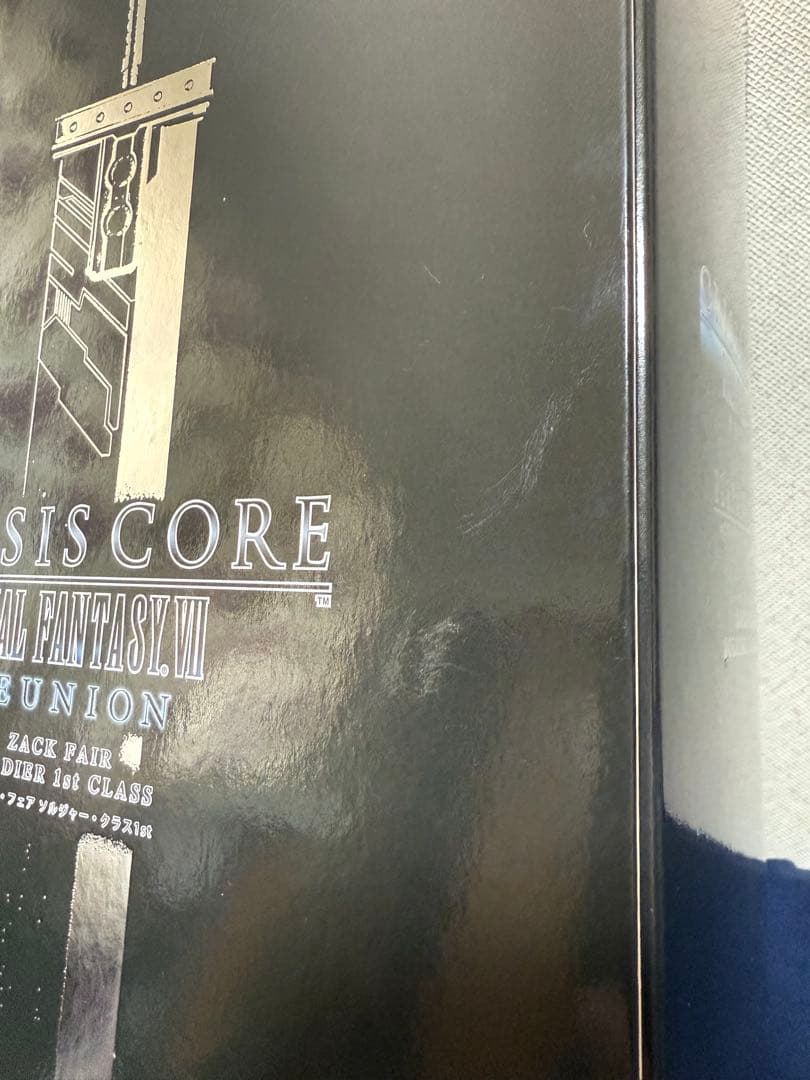 SIS CORE
AL FANTASY. VII
TM
EUNION
ZACK FAIR
DIER 1st CLASS
・フェア ソルジャー・クラス1st